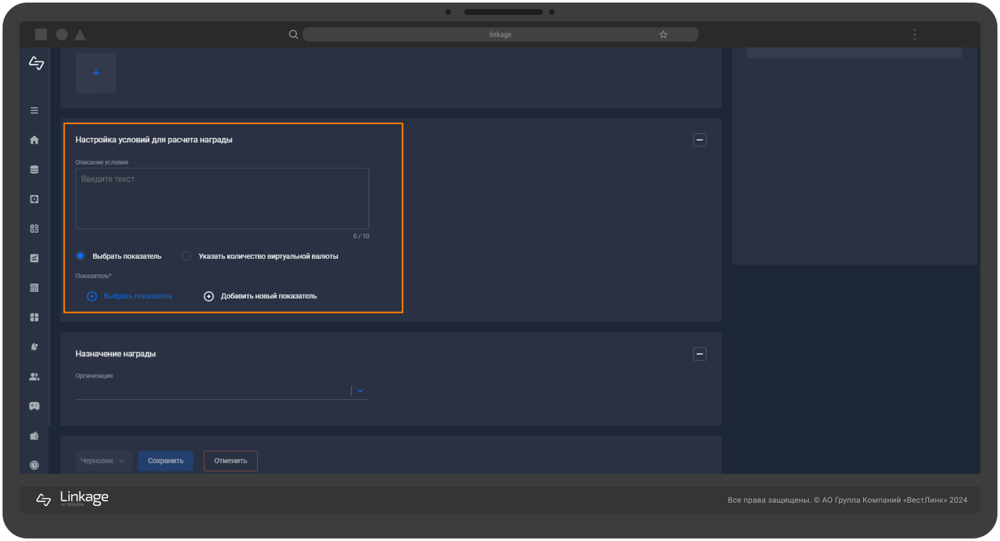 linkage
Настройка условий для расчета награды
Описание условия
Введите текст
0 / 10
Выбрать показатель
Указать количество виртуальной валюты
Показатель*
Выбрать показатель
Добавить новый показатель
Назначение награды
Организация
Черновик
Сохранить
Отменить
Linkage
AI DRIVEN
Все права защищены. © АО Группа Компаний «ВестЛинк» 2024